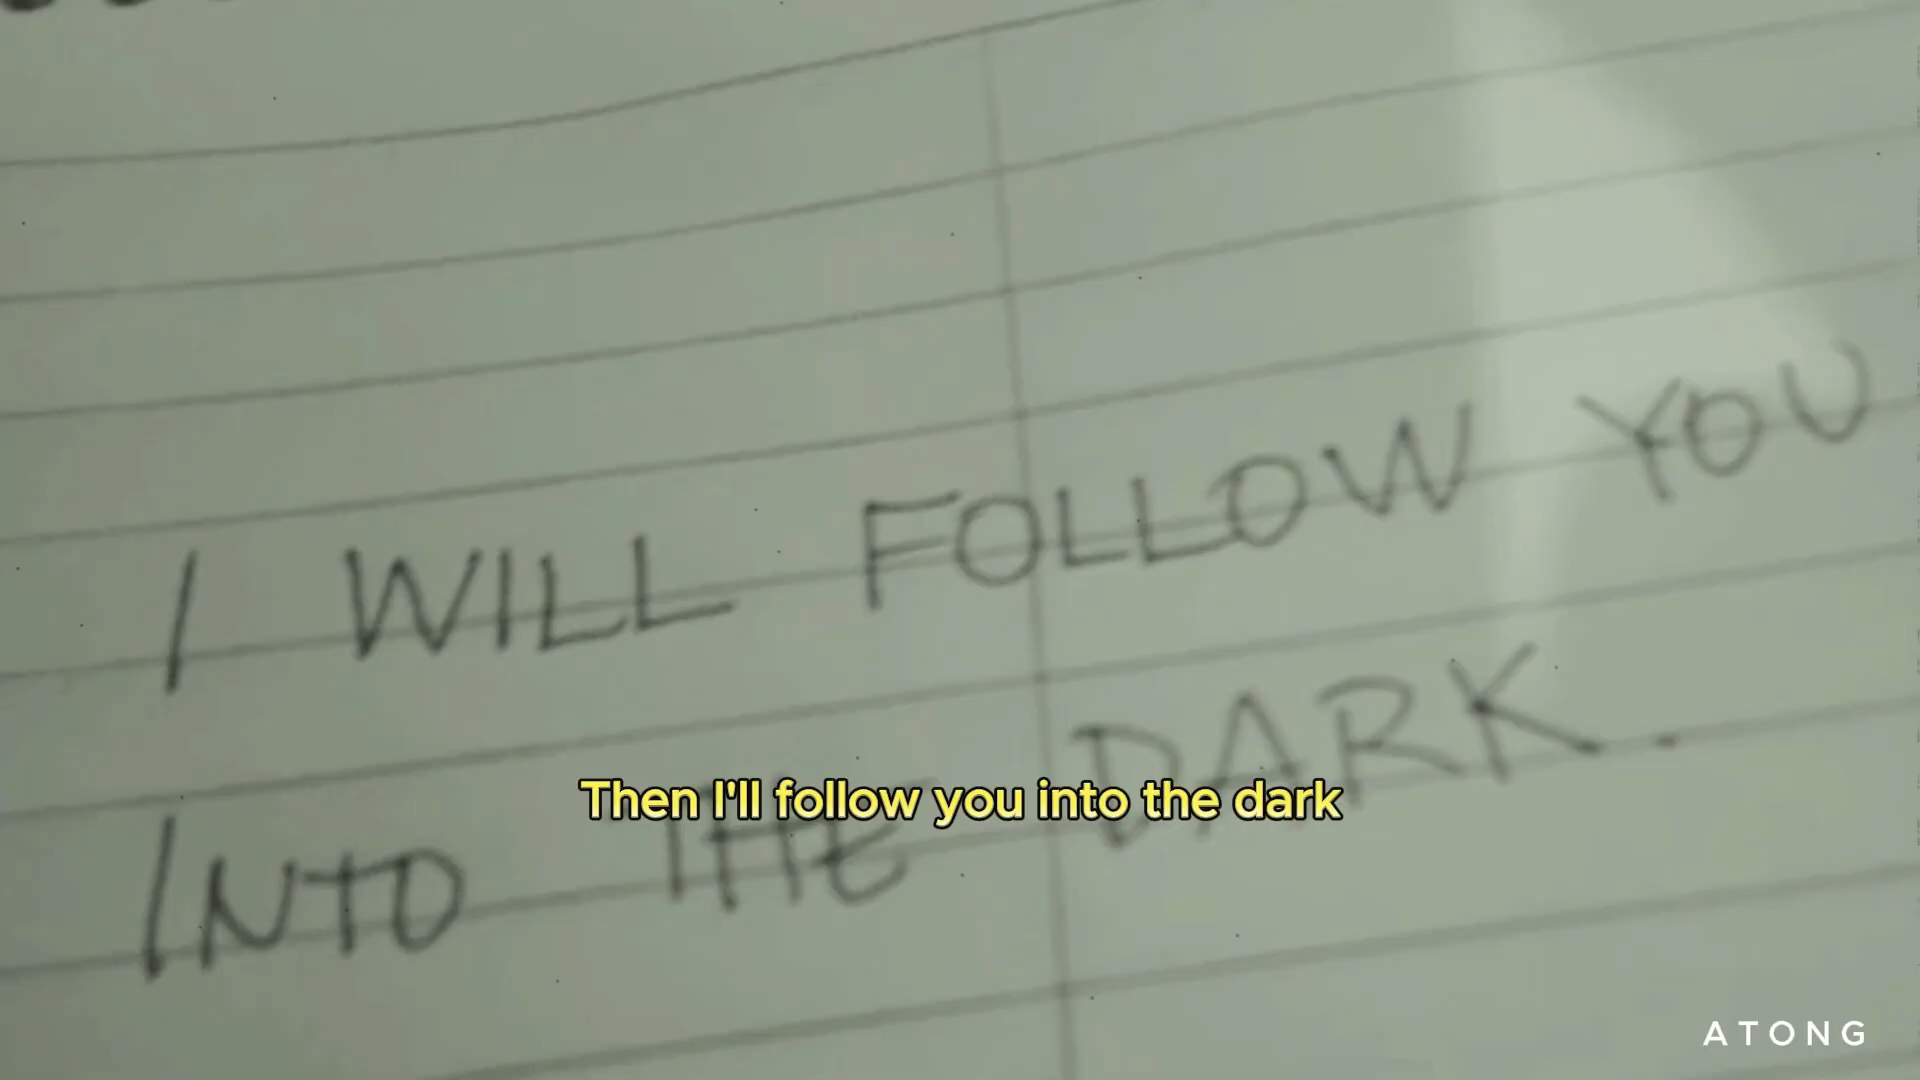 I WILL FOLLOW YOU
INTO THE DARK.
Then I'll follow you into the dark
ATONG